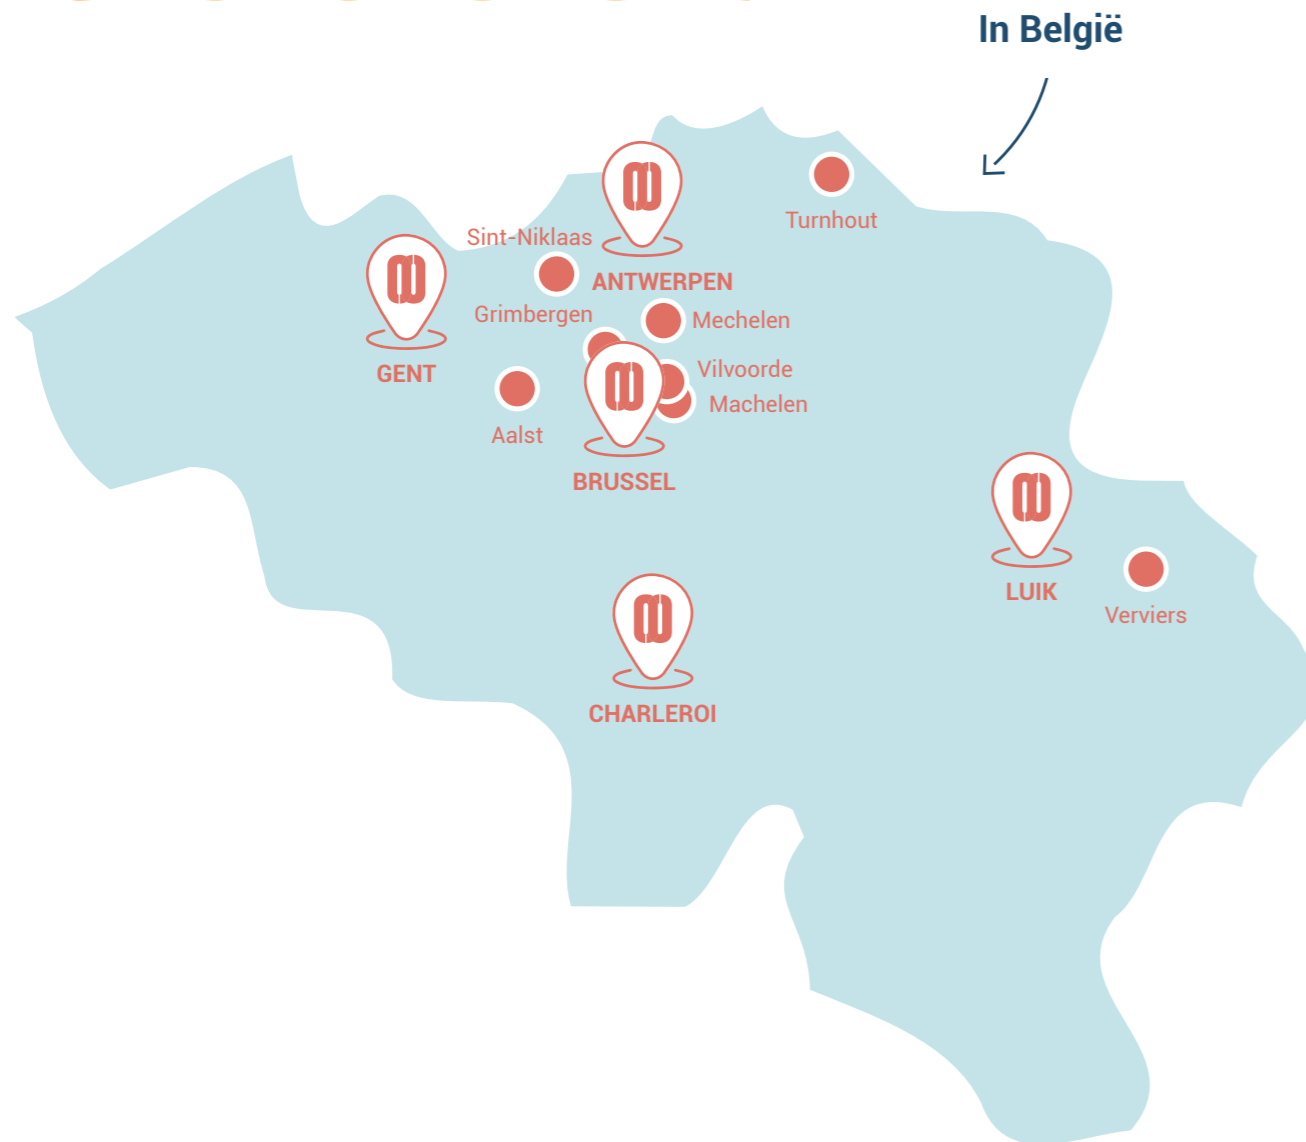 In België
Turnhout
Sint-Niklaas
ANTWERPEN
Grimbergen
Mechelen
GENT
Vilvoorde
Machelen
Aalst
BRUSSEL
LUIK
Verviers
CHARLEROI